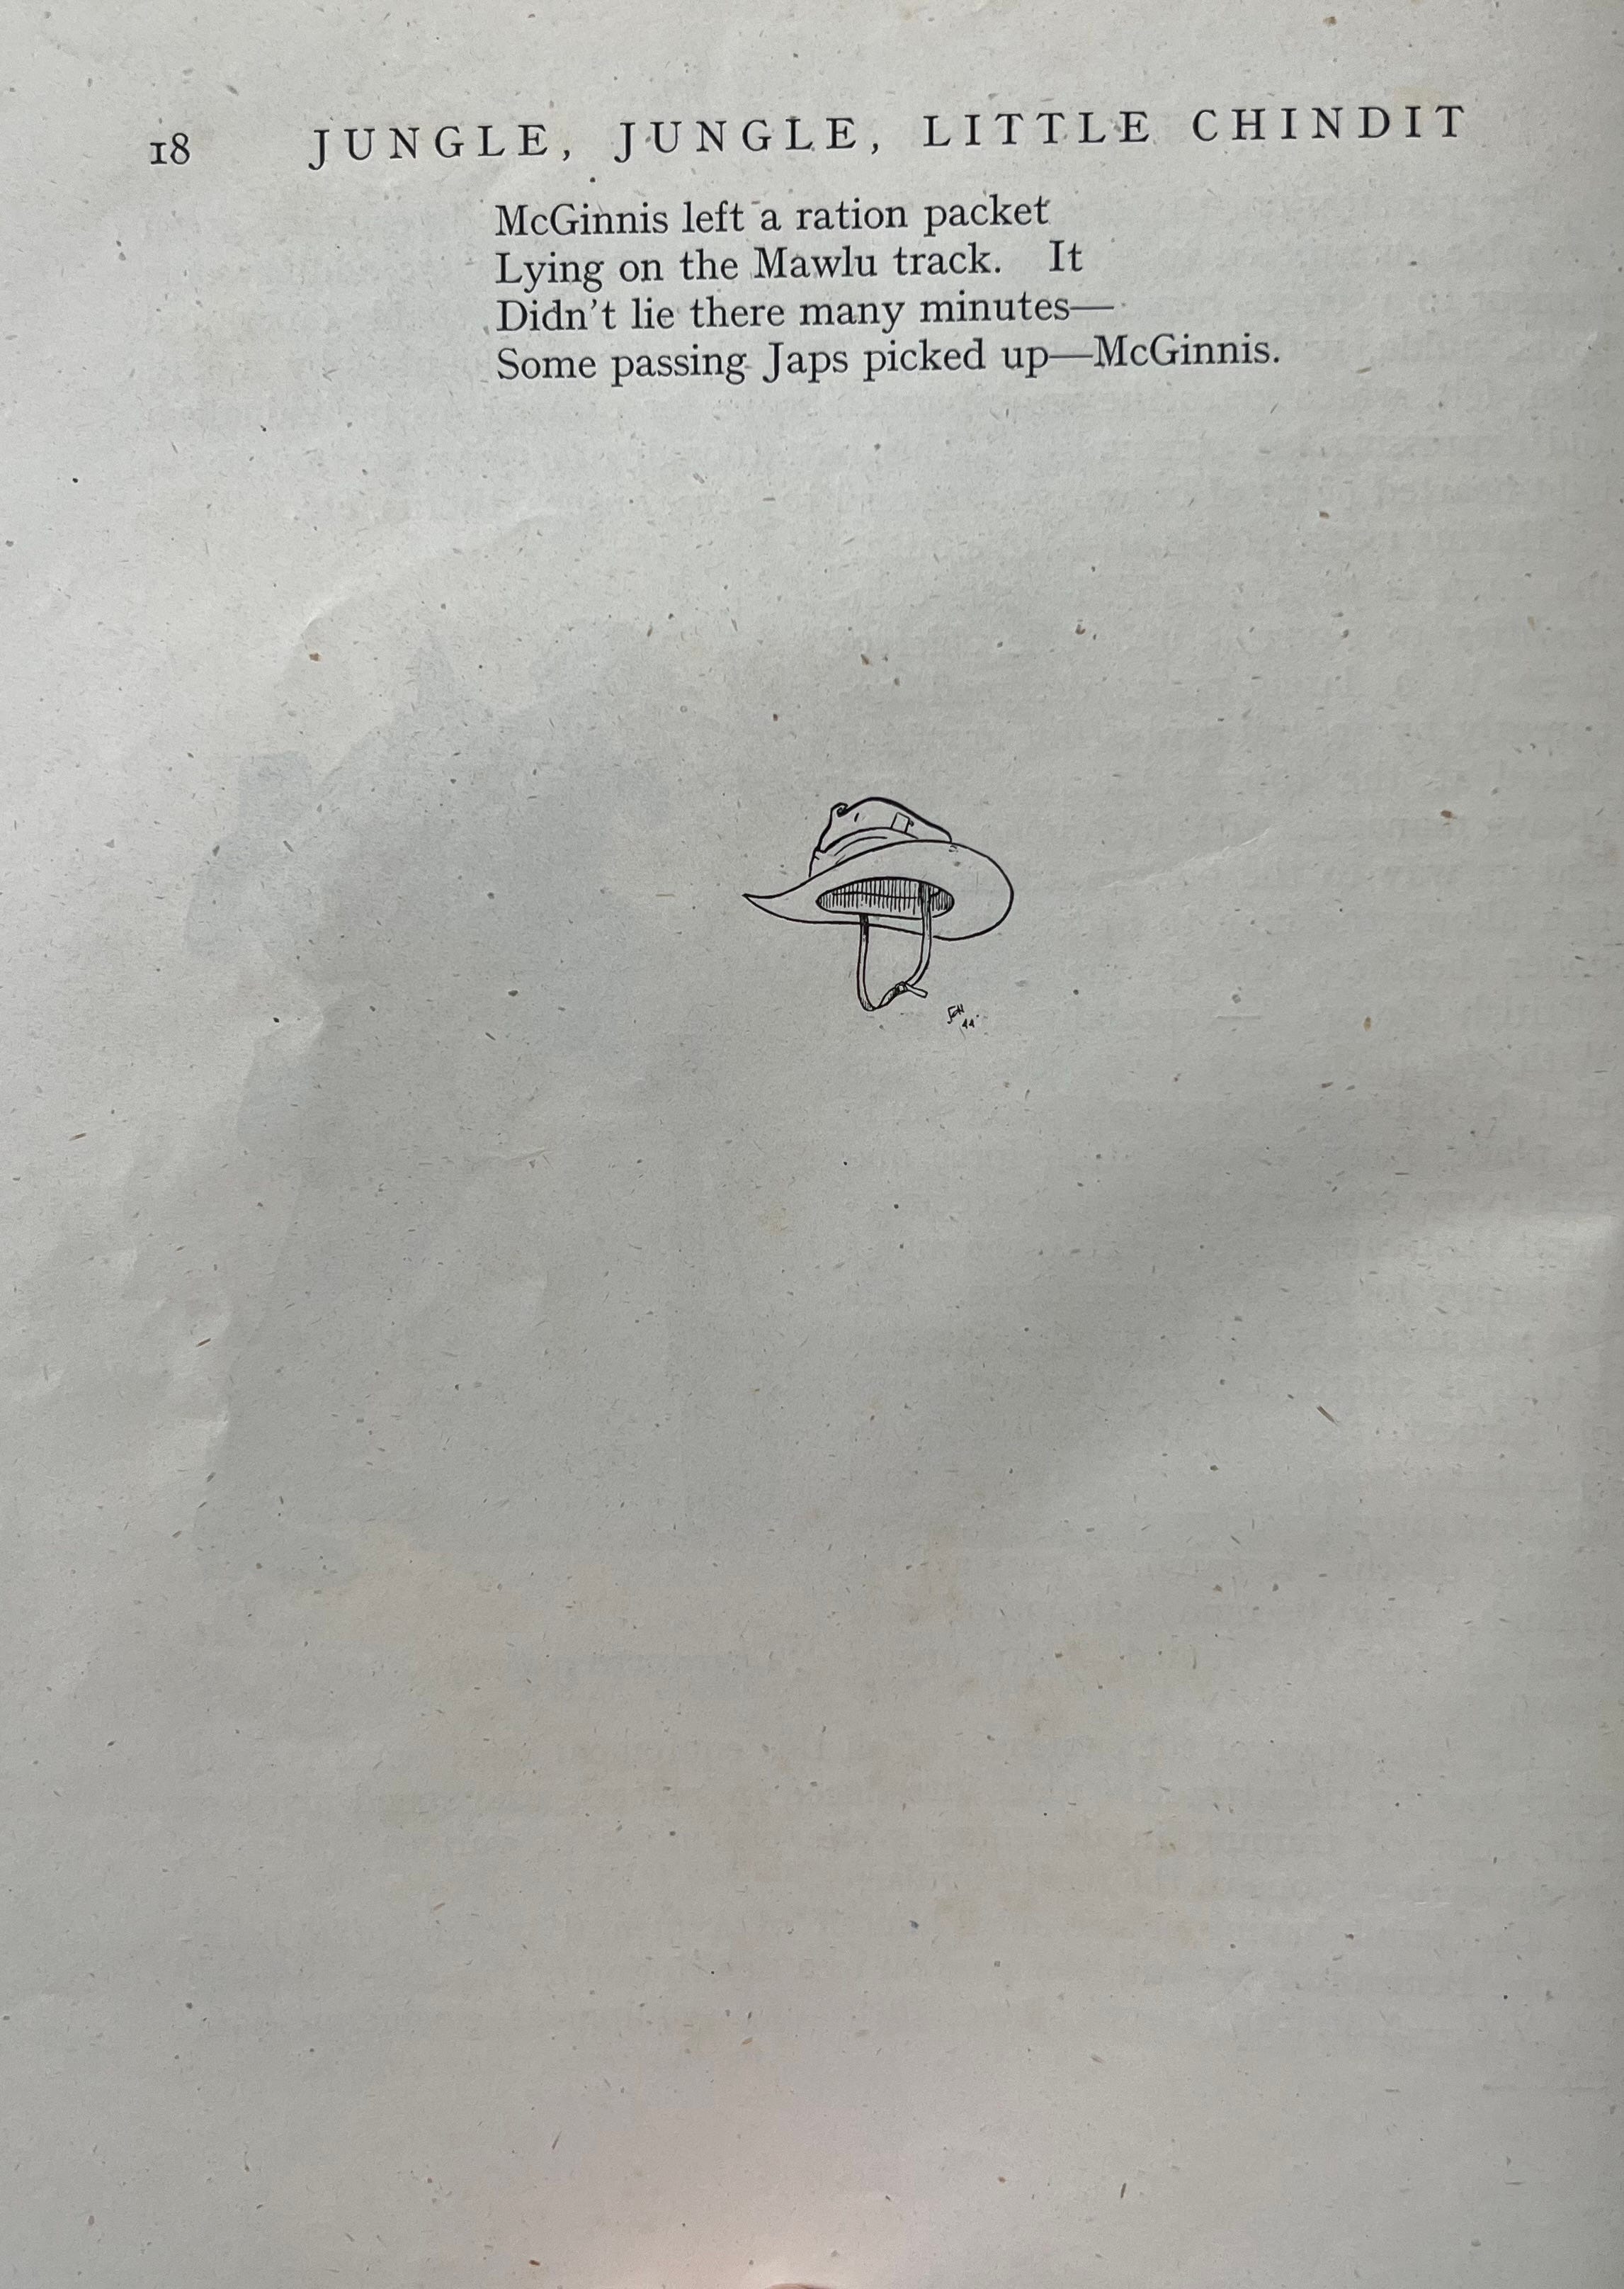 18 JUNGLE, JUNGLE, LITTLE CHINDIT
McGinnis left a ration packet
Lying on the Mawlu track. It
Didn't lie there many minutes—
Some passing Japs picked up—McGinnis.
44.